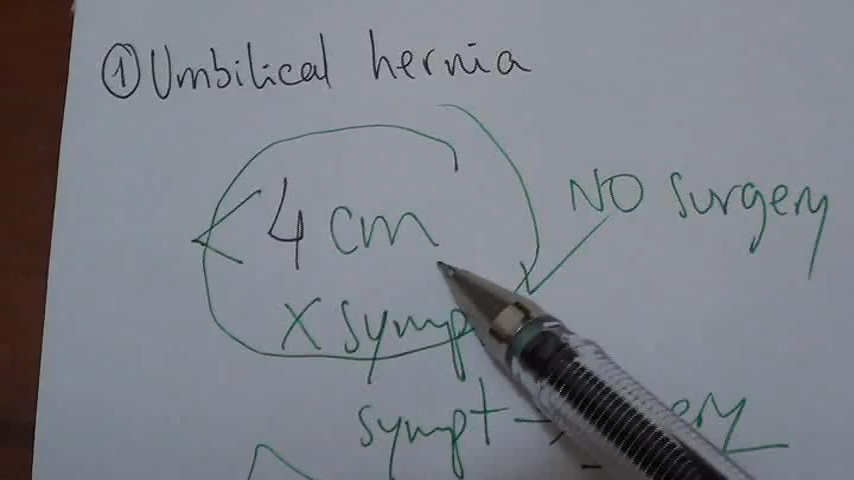 ① Umbilical hernia
< 4 cm
NO surgery
X symp
sympt →